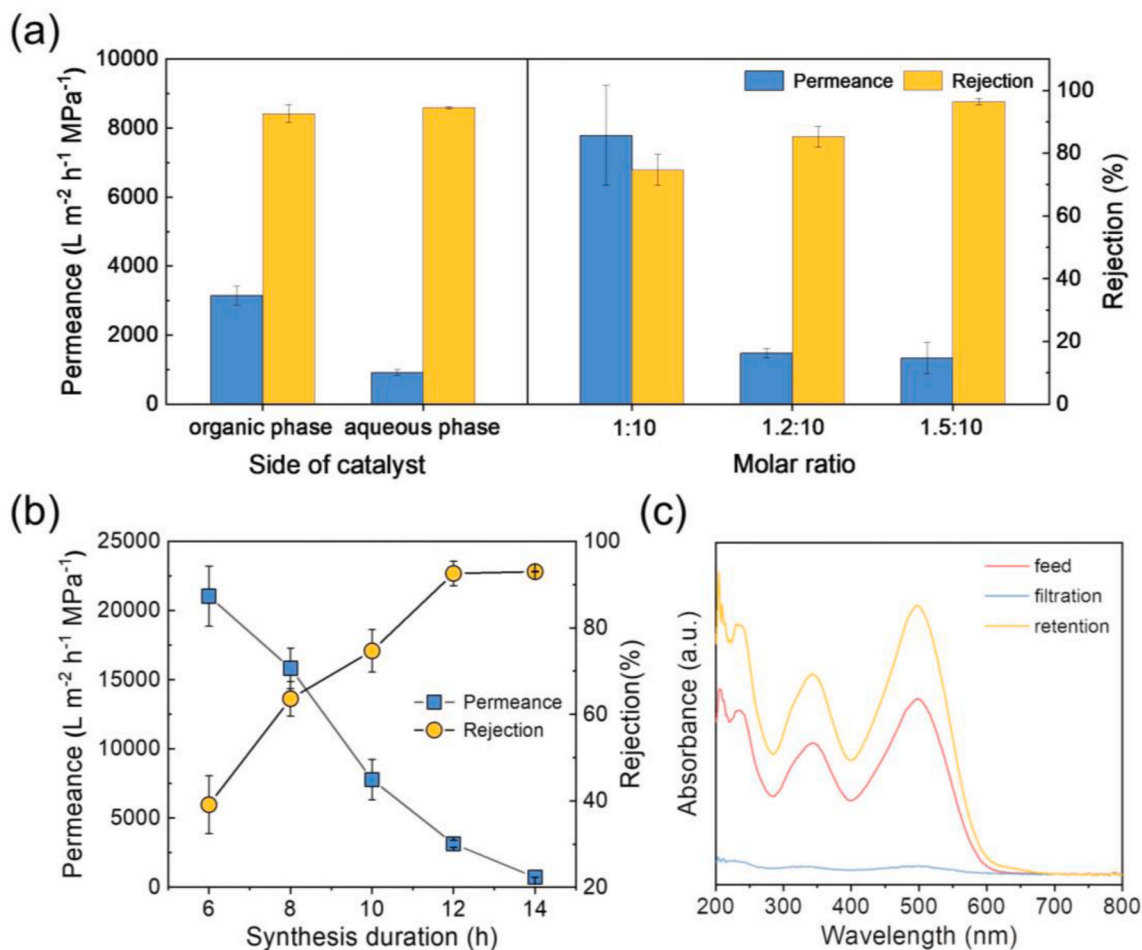 (a)
10000
8000
6000
4000
2000
0
Permeance (L m⁻² h⁻¹ MPa⁻¹)
Permeance
Rejection
100
80
60
40
20
0
Rejection (%)
organic phase
aqueous phase
1:10
1.2:10
1.5:10
Side of catalyst
Molar ratio
(b)
25000
20000
15000
10000
5000
0
Permeance (L m⁻² h⁻¹ MPa⁻¹)
Permeance
Rejection
100
80
60
40
20
Rejection(%)
6
8
10
12
14
Synthesis duration (h)
(c)
Absorbance (a.u.)
feed
filtration
retention
200
300
400
500
600
700
800
Wavelength (nm)